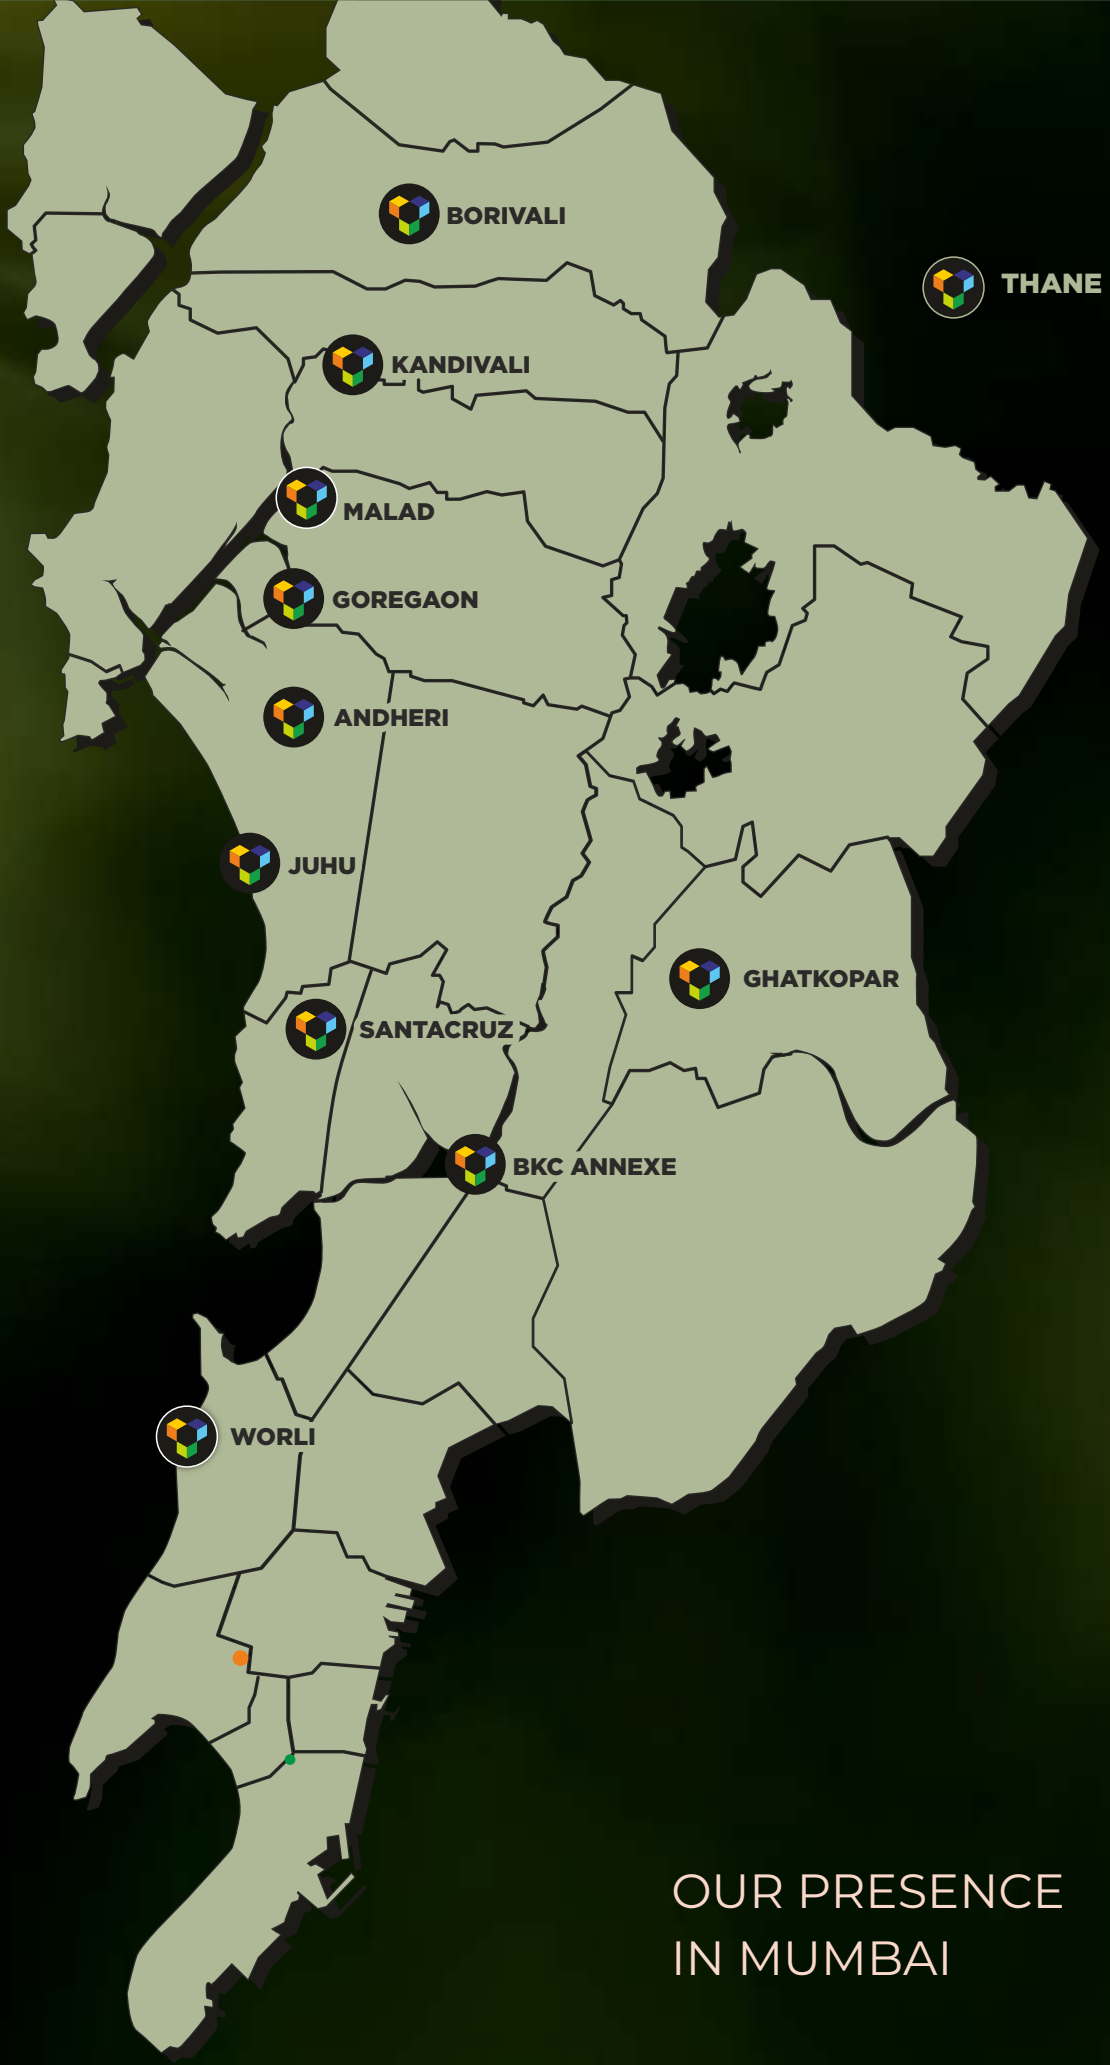 BORIVALI
THANE
KANDIVALI
MALAD
GOREGAON
ANDHERI
JUHU
GHATKOPAR
SANTACRUZ
BKC ANNEXE
WORLI
OUR PRESENCE
IN MUMBAI